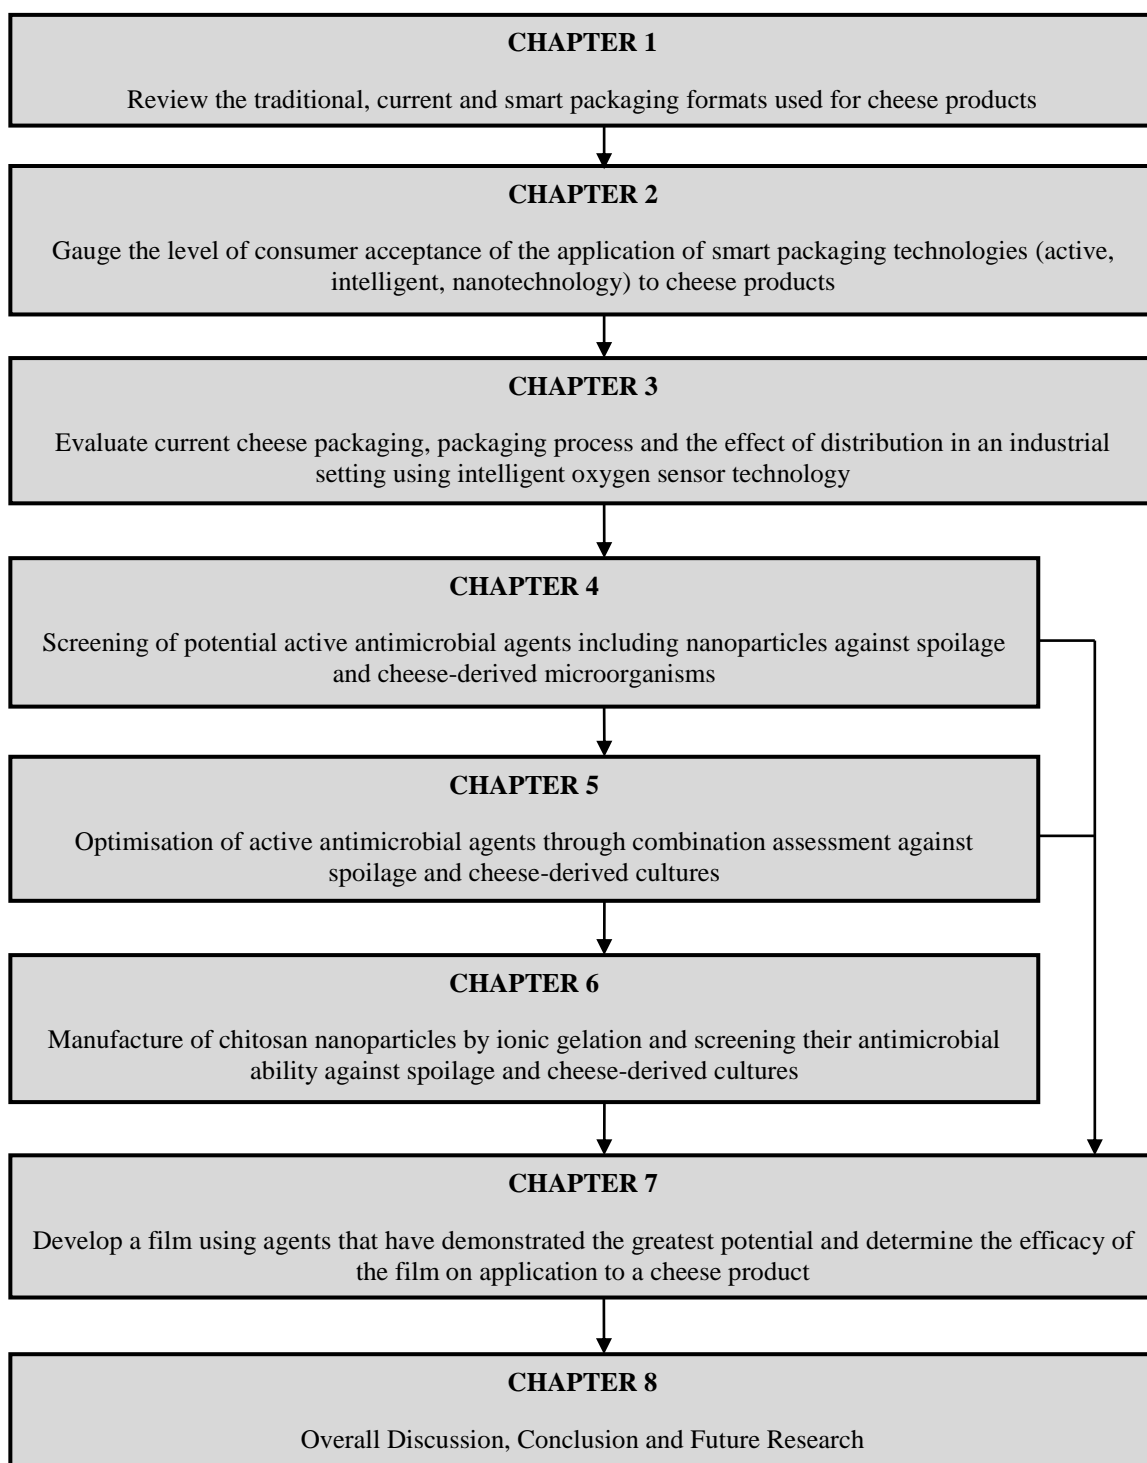 CHAPTER 1
Review the traditional, current and smart packaging formats used for cheese products
CHAPTER 2
Gauge the level of consumer acceptance of the application of smart packaging technologies (active,
intelligent, nanotechnology) to cheese products
CHAPTER 3
Evaluate current cheese packaging, packaging process and the effect of distribution in an industrial
setting using intelligent oxygen sensor technology
CHAPTER 4
Screening of potential active antimicrobial agents including nanoparticles against spoilage
and cheese-derived microorganisms
CHAPTER 5
Optimisation of active antimicrobial agents through combination assessment against
spoilage and cheese-derived cultures
CHAPTER 6
Manufacture of chitosan nanoparticles by ionic gelation and screening their antimicrobial
ability against spoilage and cheese-derived cultures
CHAPTER 7
Develop a film using agents that have demonstrated the greatest potential and determine the efficacy of
the film on application to a cheese product
CHAPTER 8
Overall Discussion, Conclusion and Future Research